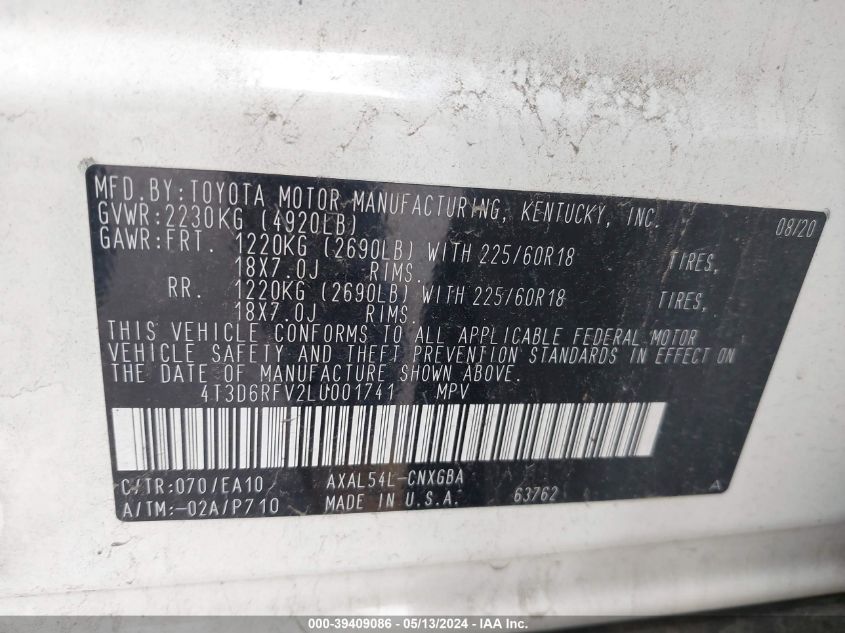 MFD.BY:TOYOTA MOTOR MANUFACTURING, KENTUCKY, INC. 08/20
GVWR:2230KG (4920LB)
GAWR:FRT. 1220KG (2690LB) WITH 225/60R18 TIRES,
18X7.0J RIMS.
RR. 1220KG (2690LB) WITH 225/60R18 TIRES,
18X7.0J RIMS.
THIS VEHICLE CONFORMS TO ALL APPLICABLE FEDERAL MOTOR
VEHICLE SAFETY AND THEFT PREVENTION STANDARDS IN EFFECT ON
THE DATE OF MANUFACTURE SHOWN ABOVE.
4T3D6RFV2LU001741 MPV
C/TR:070/EA10 AXAL54L-CNXGBA
A/TM:-02A/P710 MADE IN U.S.A. 63762 A
000-39409086 - 05/13/2024 - IAA Inc.